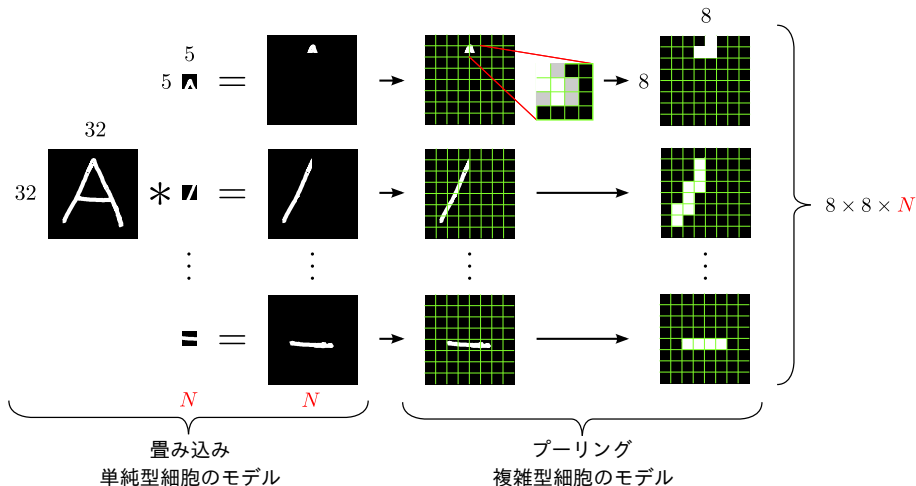 5
5
=
8
8
32
32
*
=
8 × 8 × N
=
N
N
畳み込み
単純型細胞のモデル
プーリング
複雑型細胞のモデル